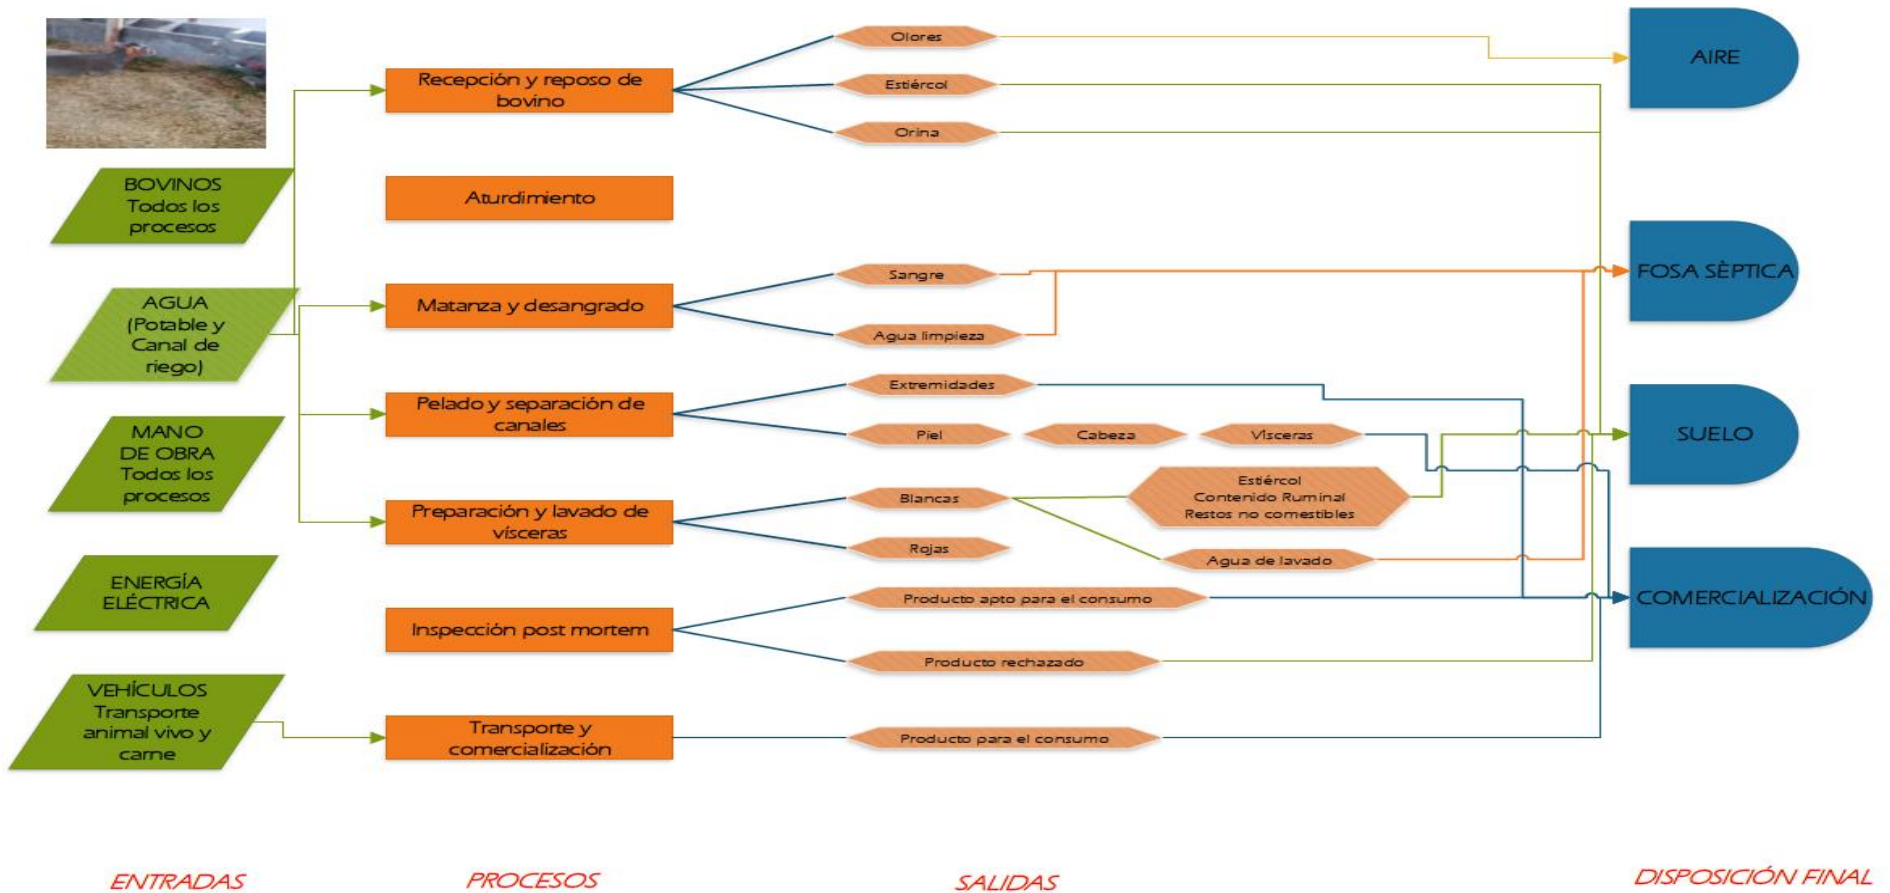 BOVINOS
Todos los
procesos
AGUA
(Potable y
Canal de
riego)
MANO
DE OBRA
Todos los
procesos
ENERGÍA
ELÉCTRICA
VEHÍCULOS
Transporte
animal vivo y
carne
ENTRADAS
Recepción y reposo de
bovino
Aturdimiento
Matanza y desangrado
Pelado y separación de
canales
Preparación y lavado de
vísceras
Inspección post mortem
Transporte y
comercialización
PROCESOS
Olores
Estiércol
Orina
Sangre
Agua limpieza
Extremidades
Piel
Cabeza
Vísceras
Blancas
Estiércol
Contenido Ruminal
Restos no comestibles
Rojas
Agua de lavado
Producto apto para el consumo
Producto rechazado
Producto para el consumo
SALIDAS
AIRE
FOSA SÈPTICA
SUELO
COMERCIALIZACIÓN
DISPOSICIÓN FINAL